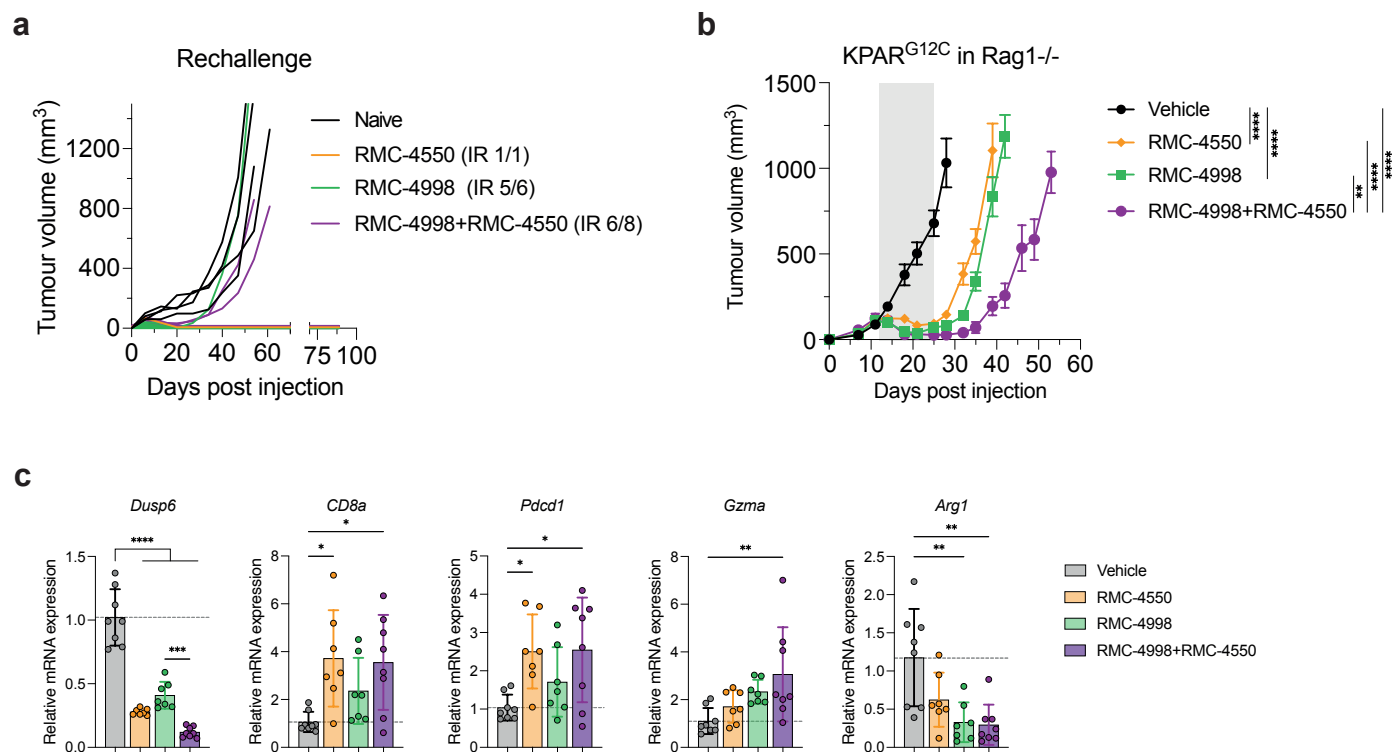 a
Rechallenge
Tumour volume (mm³)
1200
800
400
0
0 20 40 60 75 100
Days post injection
Naive
RMC-4550 (IR 1/1)
RMC-4998 (IR 5/6)
RMC-4998+RMC-4550 (IR 6/8)
b
KPARᴳ¹²ᶜ in Rag1-/-
Tumour volume (mm³)
1500
1000
500
0
0 10 20 30 40 50 60
Days post injection
Vehicle
RMC-4550
RMC-4998
RMC-4998+RMC-4550
****
****
**
****
****
c
Dusp6
Relative mRNA expression
1.5
1.0
0.5
0.0
****
***
CD8a
Relative mRNA expression
8
6
4
2
0
*
*
Pdcd1
Relative mRNA expression
5
4
3
2
1
0
*
*
Gzma
Relative mRNA expression
8
6
4
2
0
**
Arg1
Relative mRNA expression
2.5
2.0
1.5
1.0
0.5
0.0
**
**
Vehicle
RMC-4550
RMC-4998
RMC-4998+RMC-4550